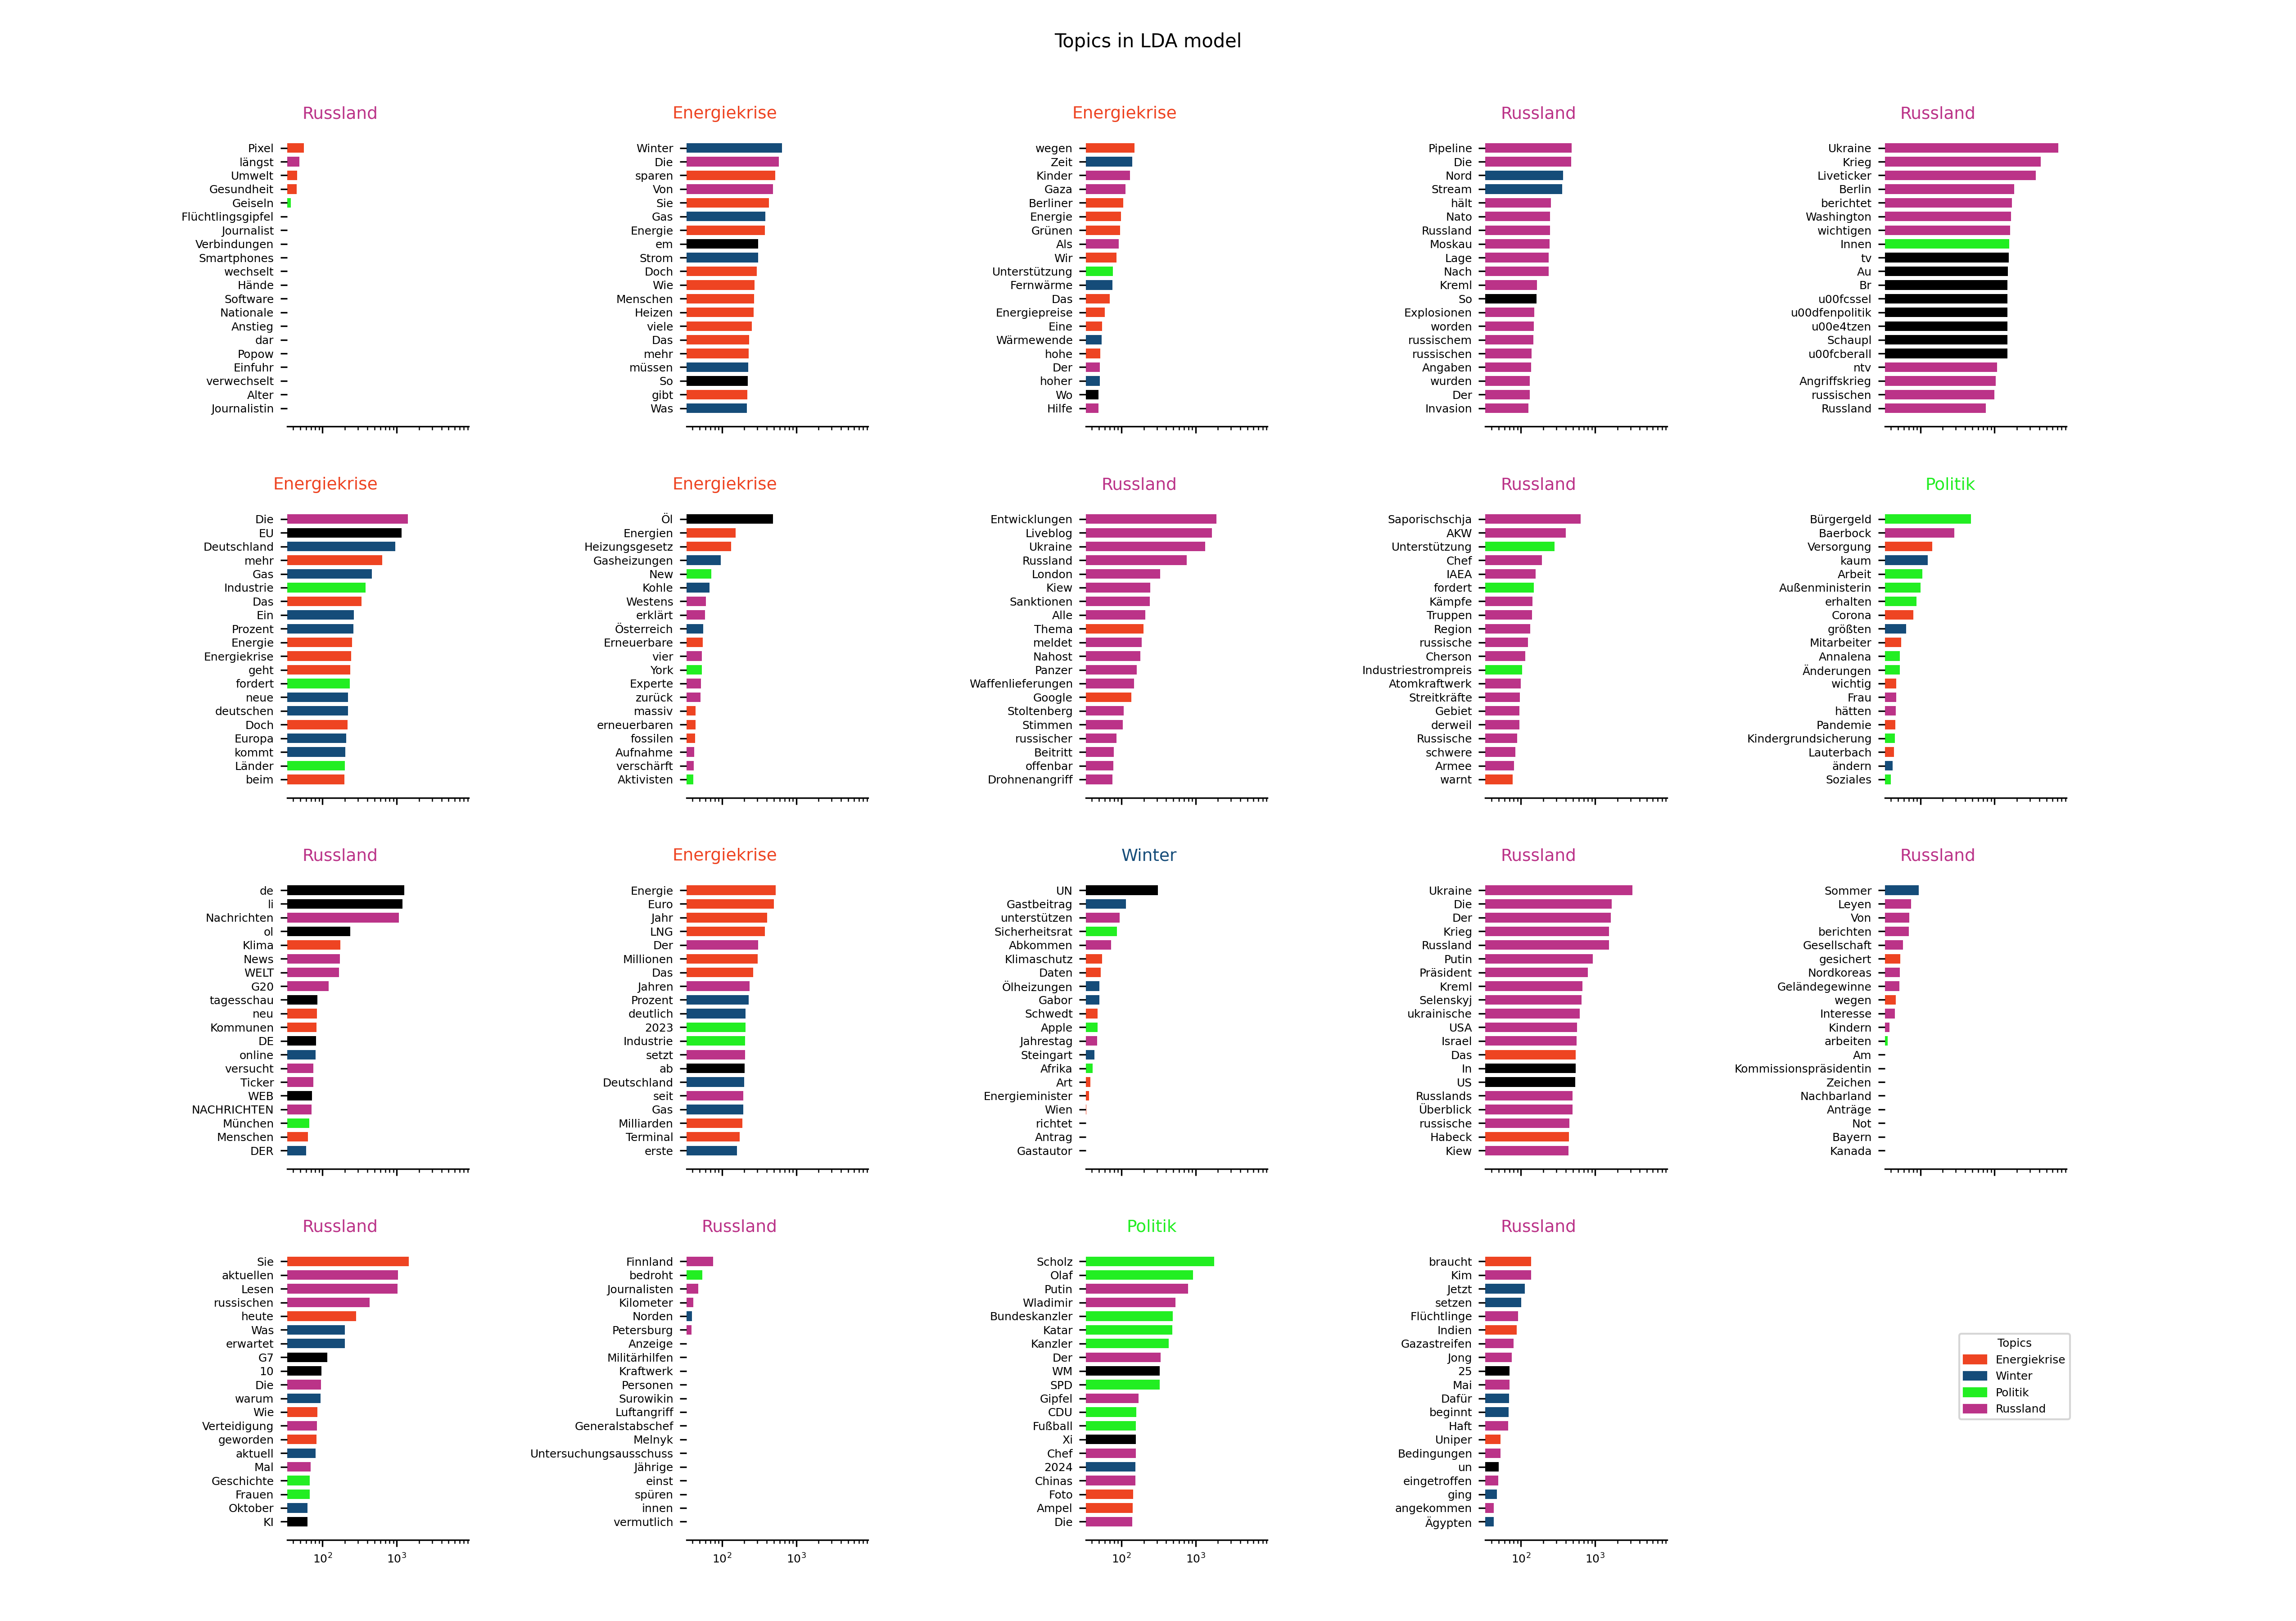 Topics in LDA model
Russland
Pixel
längst
Umwelt
Gesundheit
Geiseln
Flüchtlingsgipfel
Journalist
Verbindungen
Smartphones
wechselt
Hände
Software
Nationale
Anstieg
dar
Popow
Einfuhr
verwechselt
Alter
Journalistin
Energiekrise
Winter
Die
sparen
Von
Sie
Gas
Energie
em
Strom
Doch
Wie
Menschen
Heizen
viele
Das
mehr
müssen
So
gibt
Was
Energiekrise
wegen
Zeit
Kinder
Gaza
Berliner
Energie
Grünen
Als
Wir
Unterstützung
Fernwärme
Das
Energiepreise
Eine
Wärmewende
hohe
Der
hoher
Wo
Hilfe
Russland
Pipeline
Die
Nord
Stream
hält
Nato
Russland
Moskau
Lage
Nach
Kreml
So
Explosionen
worden
russischem
russischen
Angaben
wurden
Der
Invasion
Russland
Ukraine
Krieg
Liveticker
Berlin
berichtet
Washington
wichtigen
Innen
tv
Au
Br
u00fcssel
u00dfenpolitik
u00e4tzen
Schaupl
u00fcberall
ntv
Angriffskrieg
russischen
Russland
Energiekrise
Die
EU
Deutschland
mehr
Gas
Industrie
Das
Ein
Prozent
Energie
Energiekrise
geht
fordert
neue
deutschen
Doch
Europa
kommt
Länder
beim
Energiekrise
Öl
Energien
Heizungsgesetz
Gasheizungen
New
Kohle
Westens
erklärt
Österreich
Erneuerbare
vier
York
Experte
zurück
massiv
erneuerbaren
fossilen
Aufnahme
verschärft
Aktivisten
Russland
Entwicklungen
Liveblog
Ukraine
Russland
London
Kiew
Sanktionen
Alle
Thema
meldet
Nahost
Panzer
Waffenlieferungen
Google
Stoltenberg
Stimmen
russischer
Beitritt
offenbar
Drohnenangriff
Russland
Saporischschja
AKW
Unterstützung
Chef
IAEA
fordert
Kämpfe
Truppen
Region
russische
Cherson
Industriestrompreis
Atomkraftwerk
Streitkräfte
Gebiet
derweil
Russische
schwere
Armee
warnt
Politik
Bürgergeld
Baerbock
Versorgung
kaum
Arbeit
Außenministerin
erhalten
Corona
größten
Mitarbeiter
Annalena
Änderungen
wichtig
Frau
hätten
Pandemie
Kindergrundsicherung
Lauterbach
ändern
Soziales
Russland
de
li
Nachrichten
ol
Klima
News
WELT
G20
tagesschau
neu
Kommunen
DE
online
versucht
Ticker
WEB
NACHRICHTEN
München
Menschen
DER
Energiekrise
Energie
Euro
Jahr
LNG
Der
Millionen
Das
Jahren
Prozent
deutlich
2023
Industrie
setzt
ab
Deutschland
seit
Gas
Milliarden
Terminal
erste
Winter
UN
Gastbeitrag
unterstützen
Sicherheitsrat
Abkommen
Klimaschutz
Daten
Ölheizungen
Gabor
Schwedt
Apple
Jahrestag
Steingart
Afrika
Art
Energieminister
Wien
richtet
Antrag
Gastautor
Russland
Ukraine
Die
Der
Krieg
Russland
Putin
Präsident
Kreml
Selenskyj
ukrainische
USA
Israel
Das
In
US
Russlands
Überblick
russische
Habeck
Kiew
Russland
Sommer
Leyen
Von
berichten
Gesellschaft
gesichert
Nordkoreas
Geländegewinne
wegen
Interesse
Kindern
arbeiten
Am
Kommissionspräsidentin
Zeichen
Nachbarland
Anträge
Not
Bayern
Kanada
Russland
Sie
aktuellen
Lesen
russischen
heute
Was
erwartet
G7
10
Die
warum
Wie
Verteidigung
geworden
aktuell
Mal
Geschichte
Frauen
Oktober
KI
10² 10³
Russland
Finnland
bedroht
Journalisten
Kilometer
Norden
Petersburg
Anzeige
Militärhilfen
Kraftwerk
Personen
Surowikin
Luftangriff
Generalstabschef
Melnyk
Untersuchungsausschuss
Jährige
einst
spüren
innen
vermutlich
10² 10³
Politik
Scholz
Olaf
Putin
Wladimir
Bundeskanzler
Katar
Kanzler
Der
WM
SPD
Gipfel
CDU
Fußball
Xi
Chef
2024
Chinas
Foto
Ampel
Die
10² 10³
Russland
braucht
Kim
Jetzt
setzen
Flüchtlinge
Indien
Gazastreifen
Jong
25
Mai
Dafür
beginnt
Haft
Uniper
Bedingungen
un
eingetroffen
ging
angekommen
Ägypten
10² 10³
Topics
Energiekrise
Winter
Politik
Russland